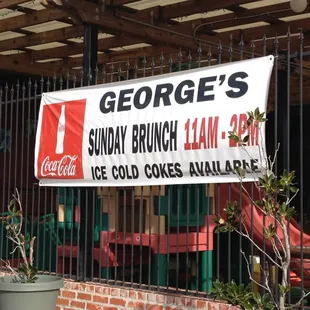 GEORGE'S
SUNDAY BRUNCH 11AM - 2PM
ICE COLD COKES AVAILABLE
Coca-Cola